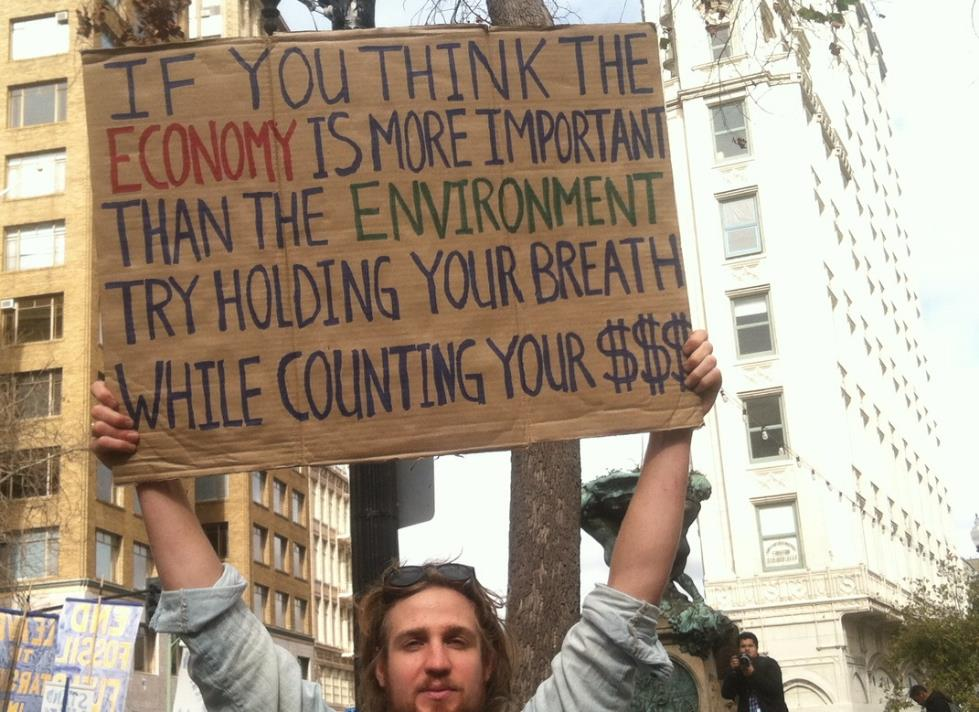 IF YOU THINK THE
ECONOMY IS MORE IMPORTANT
THAN THE ENVIRONMENT
TRY HOLDING YOUR BREATH
WHILE COUNTING YOUR $$$
END
FOSSIL